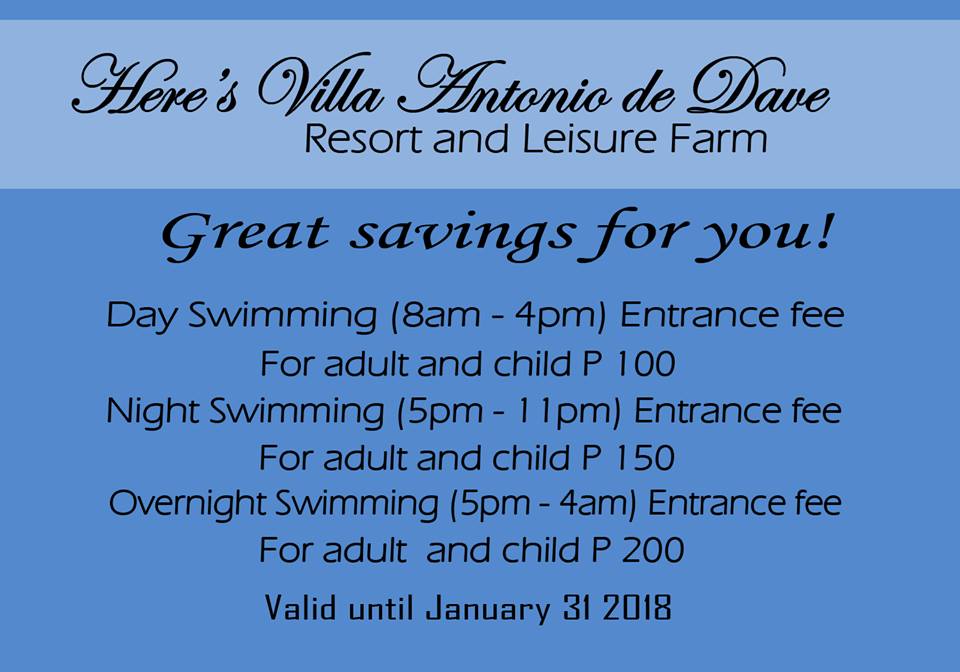 Here's Villa Antonio de Dave
Resort and Leisure Farm
Great savings for you!
Day Swimming (8am - 4pm) Entrance fee
For adult and child P 100
Night Swimming (5pm - 11pm) Entrance fee
For adult and child P 150
Overnight Swimming (5pm - 4am) Entrance fee
For adult and child P 200
Valid until January 31 2018